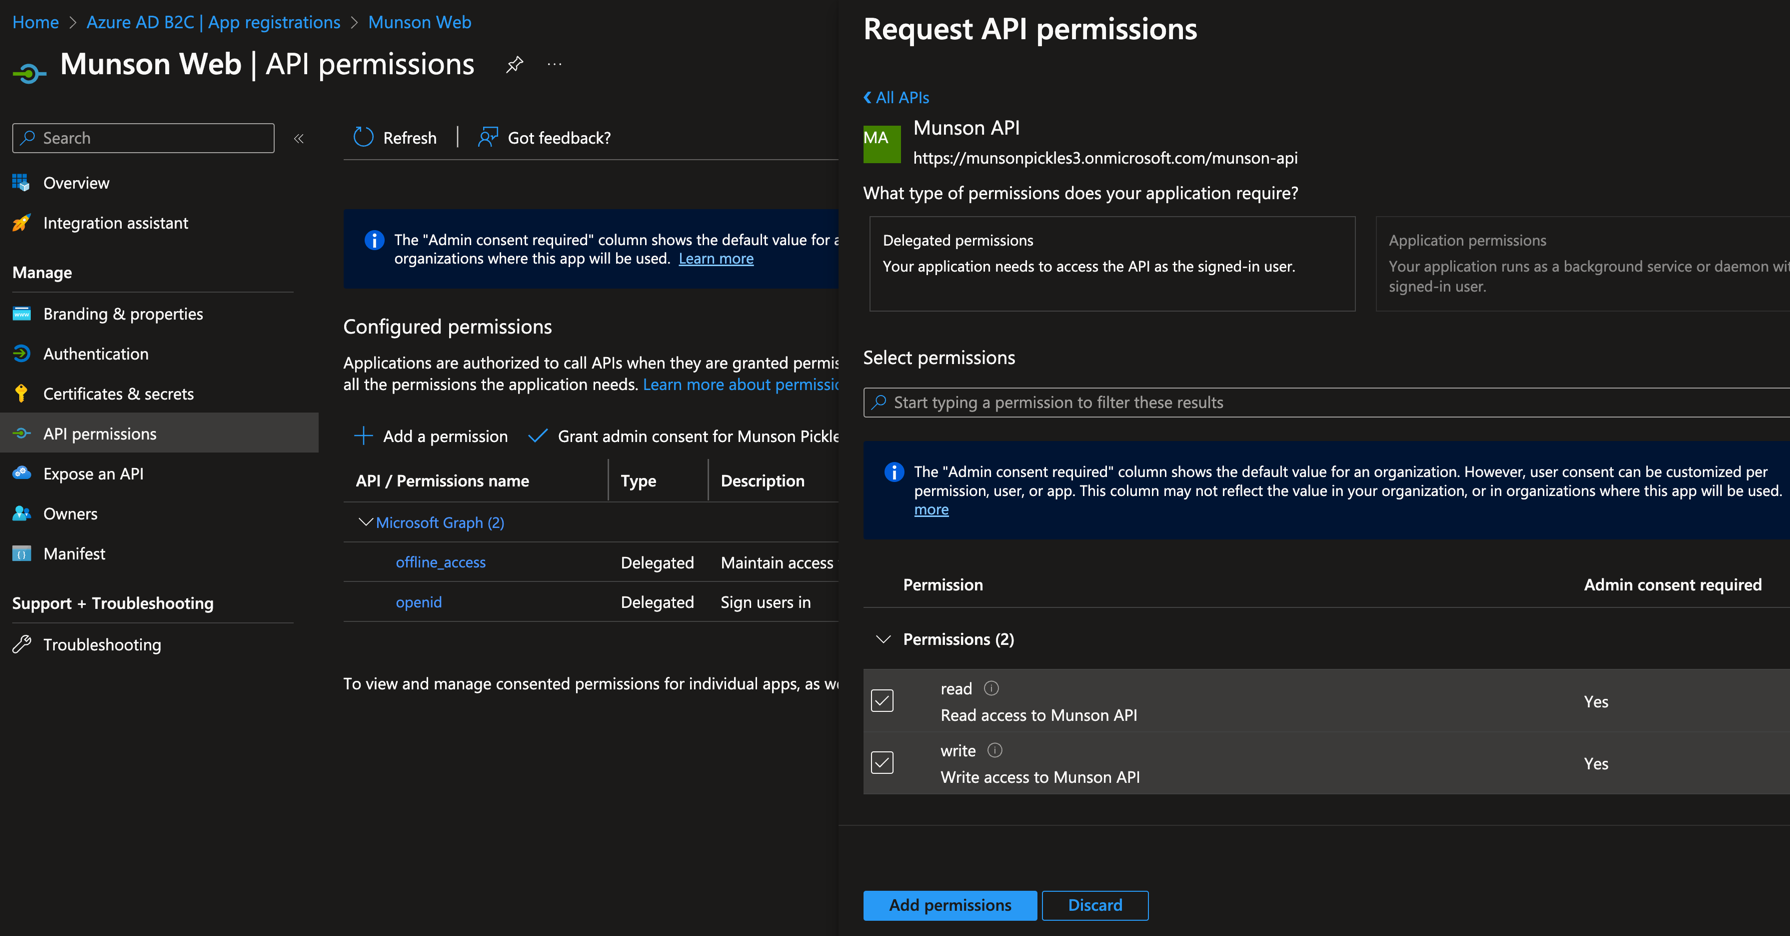 Home > Azure AD B2C | App registrations > Munson Web
Munson Web | API permissions
Search
Overview
Integration assistant
Manage
Branding & properties
Authentication
Certificates & secrets
API permissions
Expose an API
Owners
Manifest
Support + Troubleshooting
Troubleshooting
Refresh
Got feedback?
The "Admin consent required" column shows the default value for a
organizations where this app will be used. Learn more
Configured permissions
Applications are authorized to call APIs when they are granted permis
all the permissions the application needs. Learn more about permissio
Add a permission
Grant admin consent for Munson Pickle
API / Permissions name
Type
Description
Microsoft Graph (2)
offline_access
Delegated
Maintain access
openid
Delegated
Sign users in
To view and manage consented permissions for individual apps, as we
Request API permissions
All APIs
MA
Munson API
https://munsonpickles3.onmicrosoft.com/munson-api
What type of permissions does your application require?
Delegated permissions
Your application needs to access the API as the signed-in user.
Application permissions
Your application runs as a background service or daemon wit
signed-in user.
Select permissions
Start typing a permission to filter these results
The "Admin consent required" column shows the default value for an organization. However, user consent can be customized per
permission, user, or app. This column may not reflect the value in your organization, or in organizations where this app will be used.
more
Permission
Admin consent required
Permissions (2)
read
Read access to Munson API
Yes
write
Write access to Munson API
Yes
Add permissions
Discard